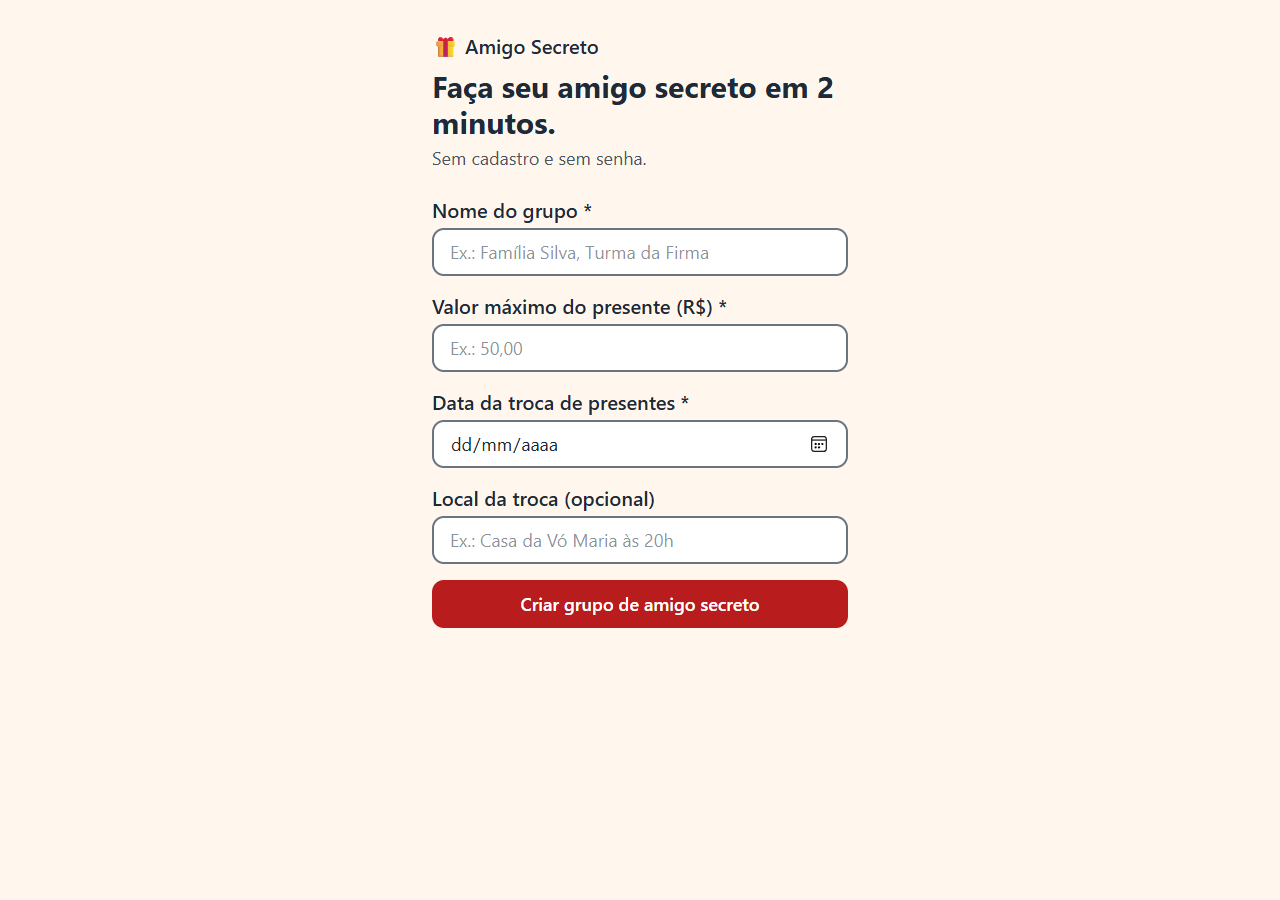 Amigo Secreto
Faça seu amigo secreto em 2
minutos.
Sem cadastro e sem senha.
Nome do grupo *
Ex.: Família Silva, Turma da Firma
Valor máximo do presente (R$) *
Ex.: 50,00
Data da troca de presentes *
dd/mm/aaaa
Local da troca (opcional)
Ex.: Casa da Vó Maria às 20h
Criar grupo de amigo secreto